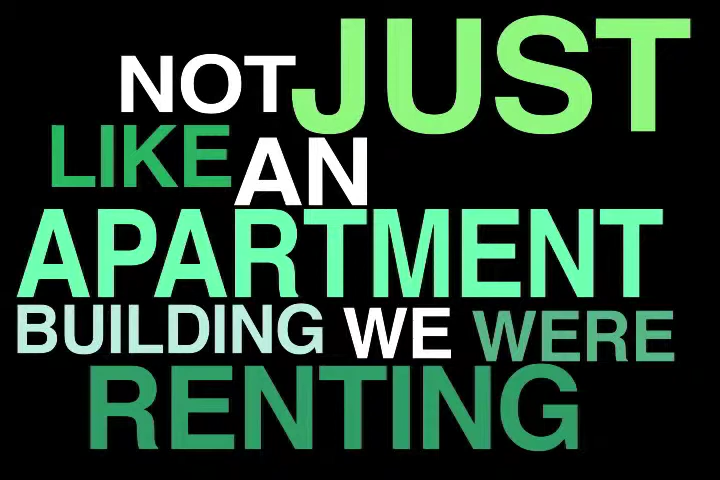 NOT JUST
LIKE AN
APARTMENT
BUILDING WE WERE
RENTING